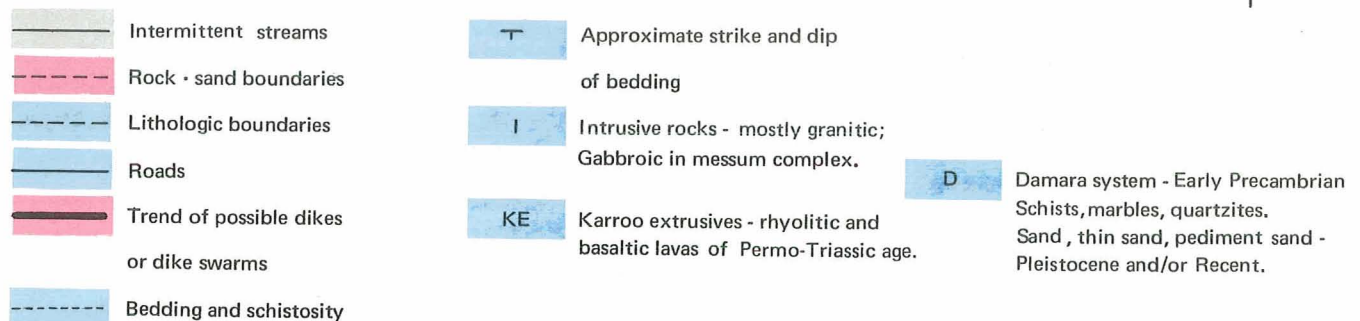 Intermittent streams
Rock · sand boundaries
Lithologic boundaries
Roads
Trend of possible dikes
or dike swarms
Bedding and schistosity
Approximate strike and dip
of bedding
I
Intrusive rocks - mostly granitic;
Gabbroic in messum complex.
KE
Karroo extrusives - rhyolitic and
basaltic lavas of Permo-Triassic age.
D
Damara system - Early Precambrian
Schists, marbles, quartzites.
Sand, thin sand, pediment sand -
Pleistocene and/or Recent.